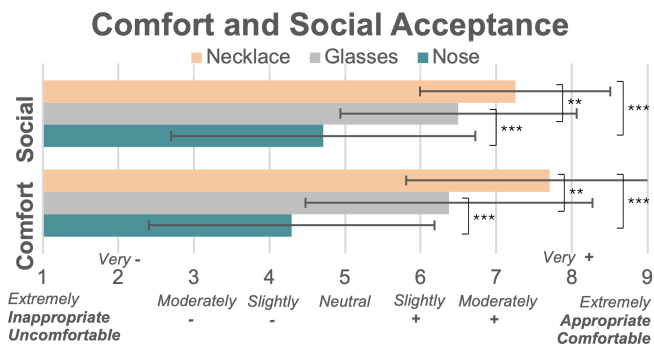 Comfort and Social Acceptance
Necklace Glasses Nose
Social
**
***
***
Comfort
**
***
***
Very - Very +
1 2 3 4 5 6 7 8 9
Extremely Moderately Slightly Neutral Slightly Moderately Extremely
Inappropriate - - + + Appropriate
Uncomfortable Comfortable